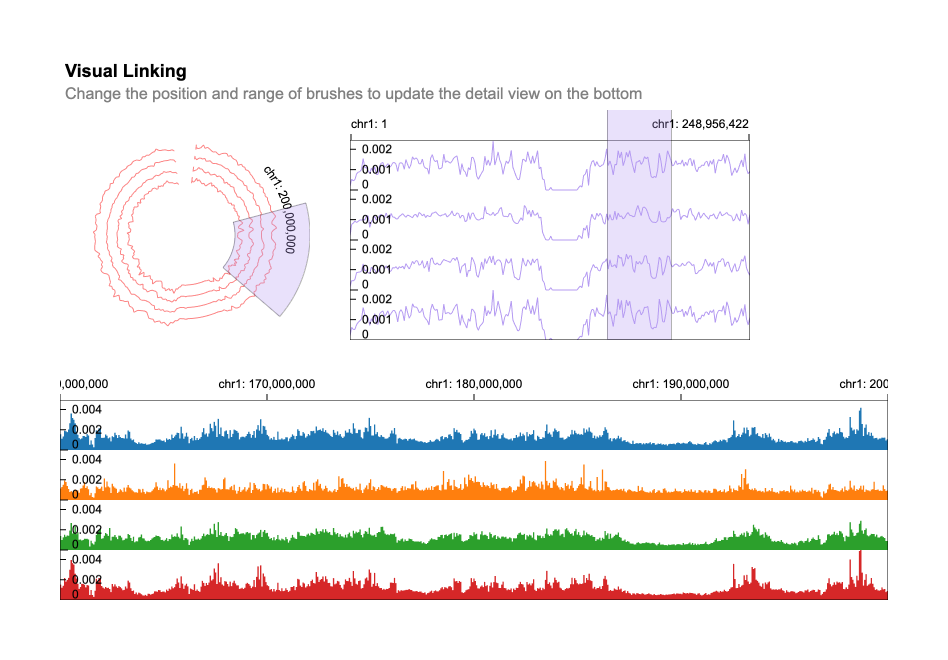 Visual Linking
Change the position and range of brushes to update the detail view on the bottom
chr1: 200,000,000
chr1: 1
chr1: 248,956,422
0.002
0.001
0
0.002
0.001
0
0.002
0.001
0
0.002
0.001
0
0,000,000
chr1: 170,000,000
chr1: 180,000,000
chr1: 190,000,000
chr1: 200
0.004
0.002
0
0.004
0.002
0
0.004
0.002
0
0.004
0.002
0